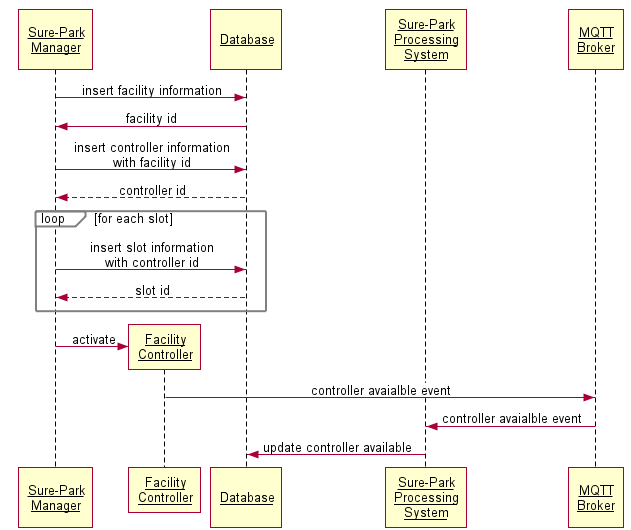 Sure-Park
Manager
Database
Sure-Park
Processing
System
MQTT
Broker
insert facility information
facility id
insert controller information
with facility id
controller id
loop
[for each slot]
insert slot information
with controller id
slot id
activate
Facility
Controller
controller avaialble event
controller avaialble event
update controller available
Sure-Park
Manager
Facility
Controller
Database
Sure-Park
Processing
System
MQTT
Broker